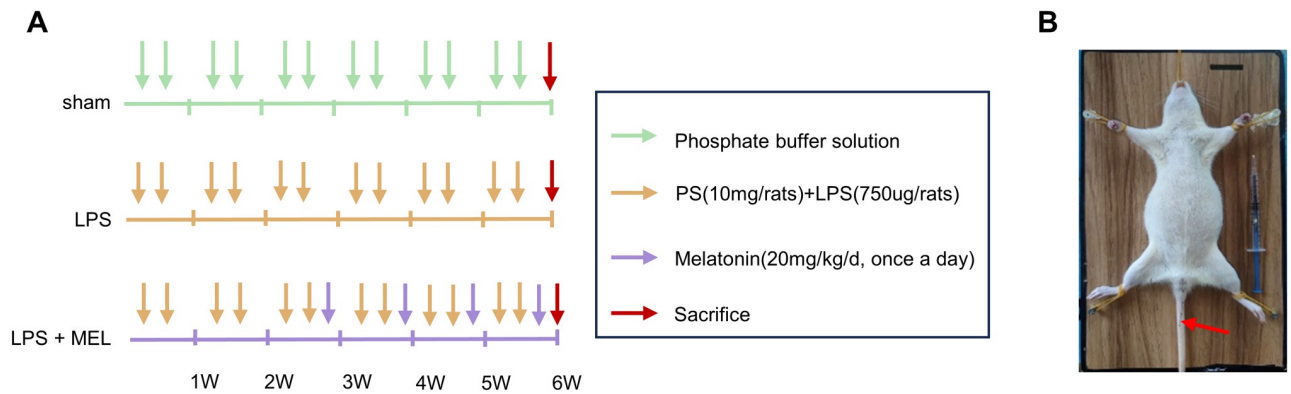 A
B
sham
LPS
LPS + MEL
1W 2W 3W 4W 5W 6W
Phosphate buffer solution
PS(10mg/rats)+LPS(750ug/rats)
Melatonin(20mg/kg/d, once a day)
Sacrifice